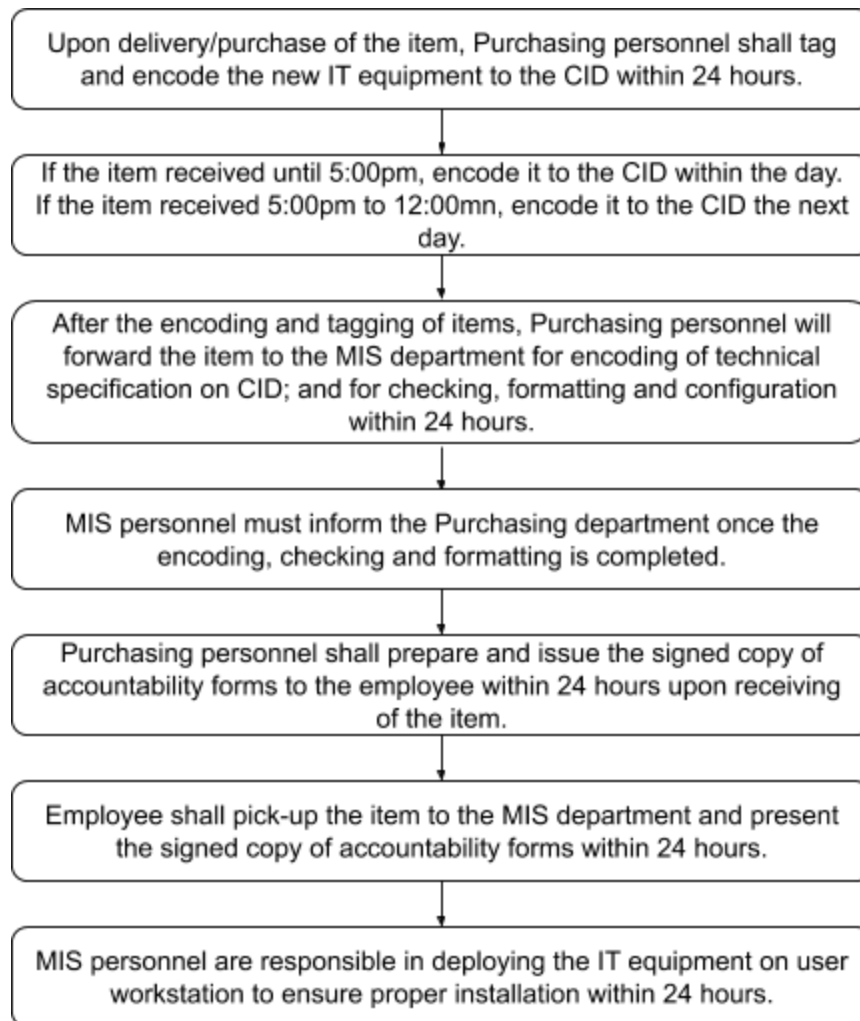 Upon delivery/purchase of the item, Purchasing personnel shall tag
and encode the new IT equipment to the CID within 24 hours.
If the item received until 5:00pm, encode it to the CID within the day.
If the item received 5:00pm to 12:00mn, encode it to the CID the next
day.
After the encoding and tagging of items, Purchasing personnel will
forward the item to the MIS department for encoding of technical
specification on CID; and for checking, formatting and configuration
within 24 hours.
MIS personnel must inform the Purchasing department once the
encoding, checking and formatting is completed.
Purchasing personnel shall prepare and issue the signed copy of
accountability forms to the employee within 24 hours upon receiving
of the item.
Employee shall pick-up the item to the MIS department and present
the signed copy of accountability forms within 24 hours.
MIS personnel are responsible in deploying the IT equipment on user
workstation to ensure proper installation within 24 hours.